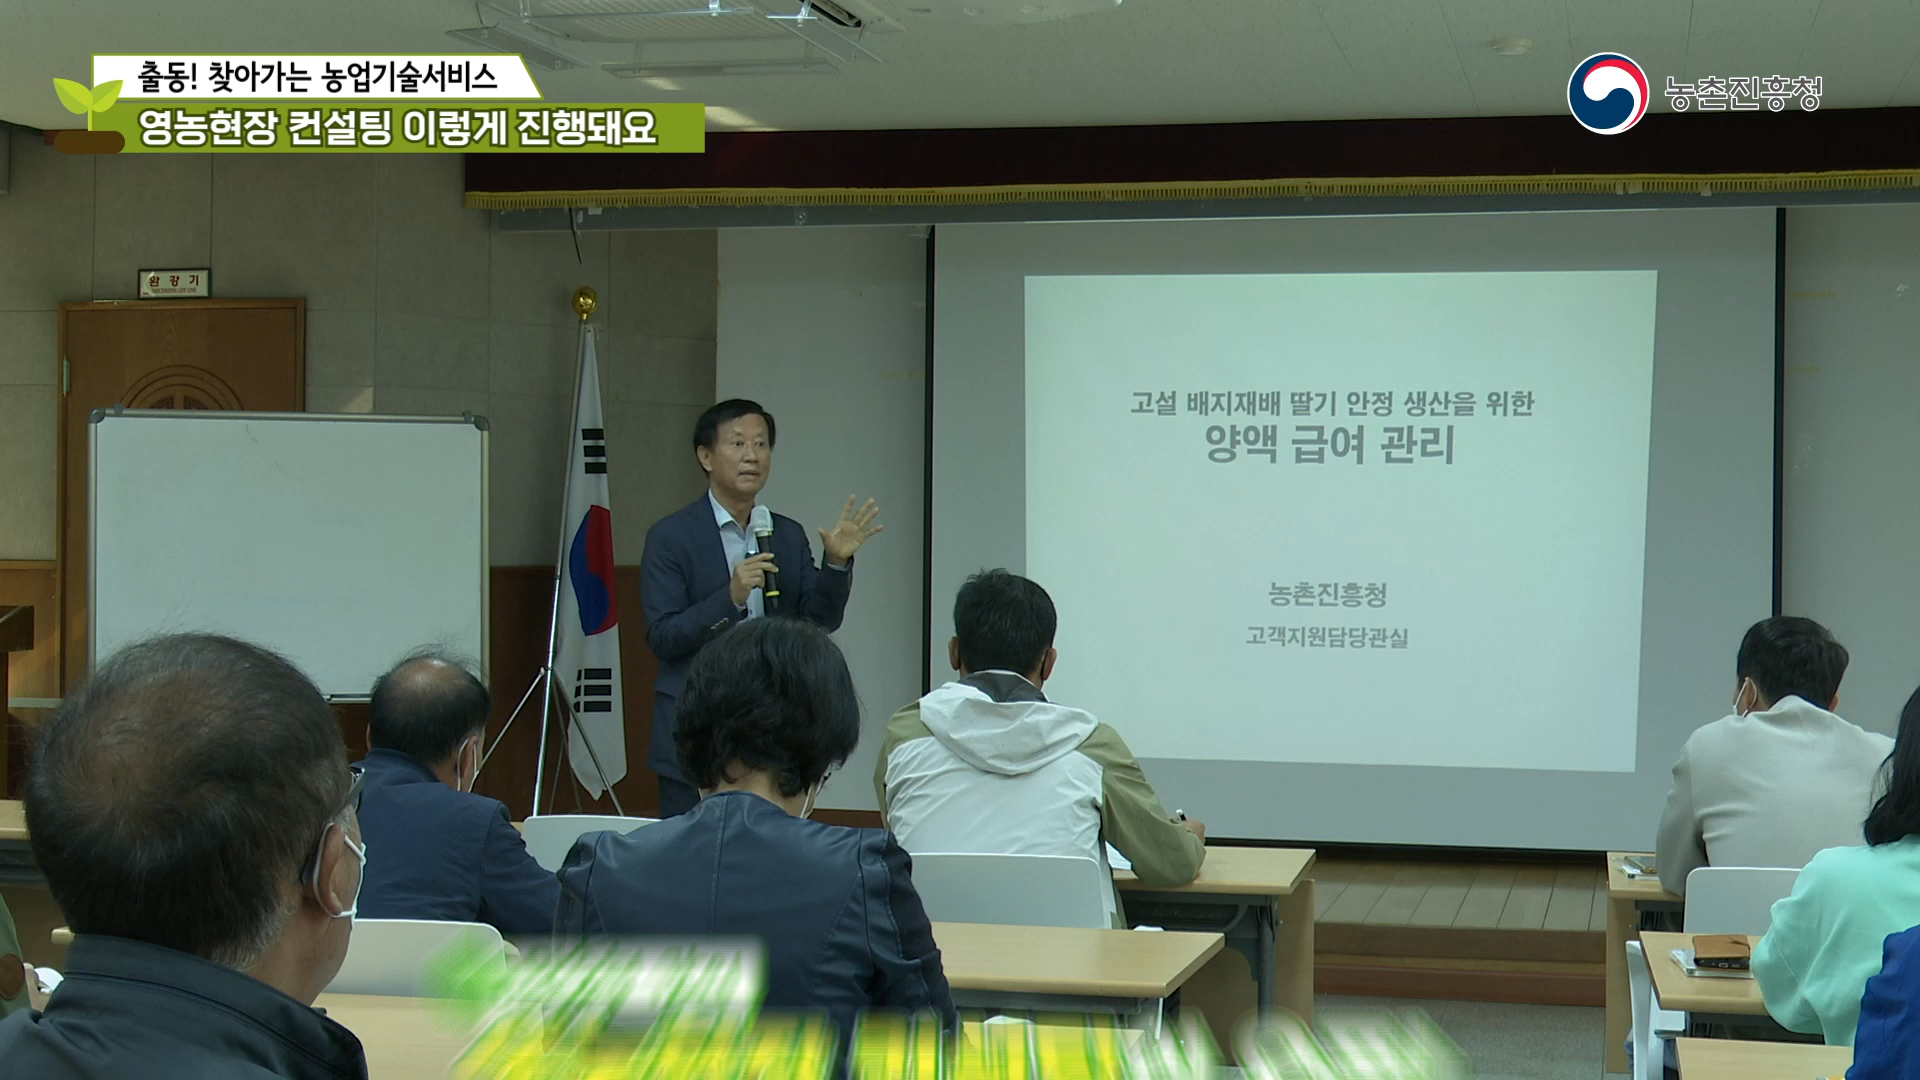 출동! 찾아가는 농업기술서비스
영농현장 컨설팅 이렇게 진행돼요
농촌진흥청
완강기
고설 배지재배 딸기 안정 생산을 위한
양액 급여 관리
농촌진흥청
고객지원담당관실